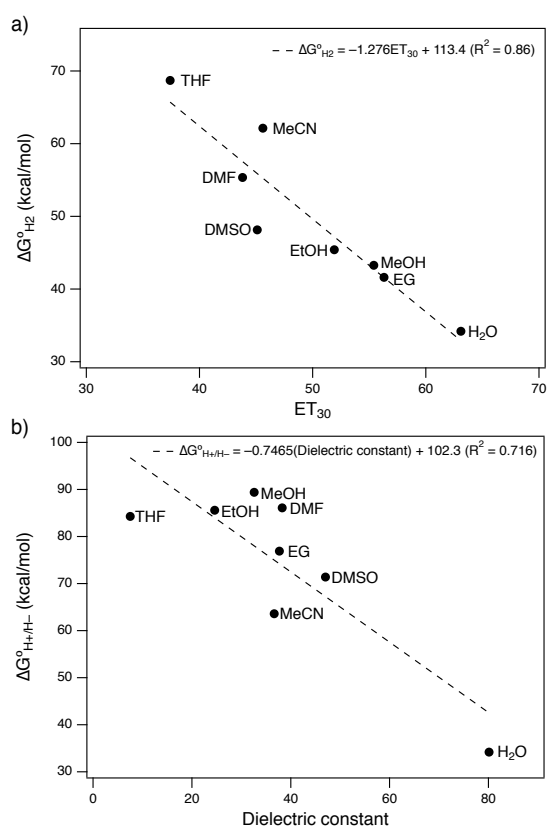 a)
ΔG°H2 = −1.276ET30 + 113.4 (R2 = 0.86)
70
60
50
40
30
ΔG°H2 (kcal/mol)
THF
MeCN
DMF
DMSO
EtOH
MeOH
EG
H2O
30
40
50
60
70
ET30
b)
ΔG°H+/H− = −0.7465(Dielectric constant) + 102.3 (R2 = 0.716)
100
90
80
70
60
50
40
30
ΔG°H+/H− (kcal/mol)
MeOH
EtOH
DMF
THF
EG
DMSO
MeCN
H2O
0
20
40
60
80
Dielectric constant